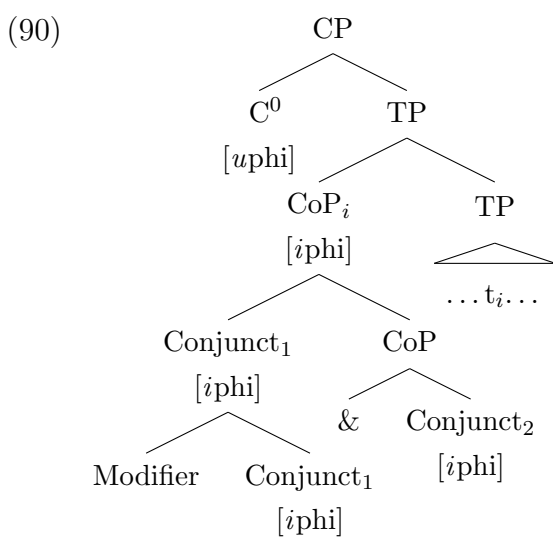 (90) CP
C⁰ TP
[uphi]
CoPᵢ TP
[iphi]
…tᵢ…
Conjunct₁ CoP
[iphi]
& Conjunct₂
Modifier Conjunct₁ [iphi]
[iphi]